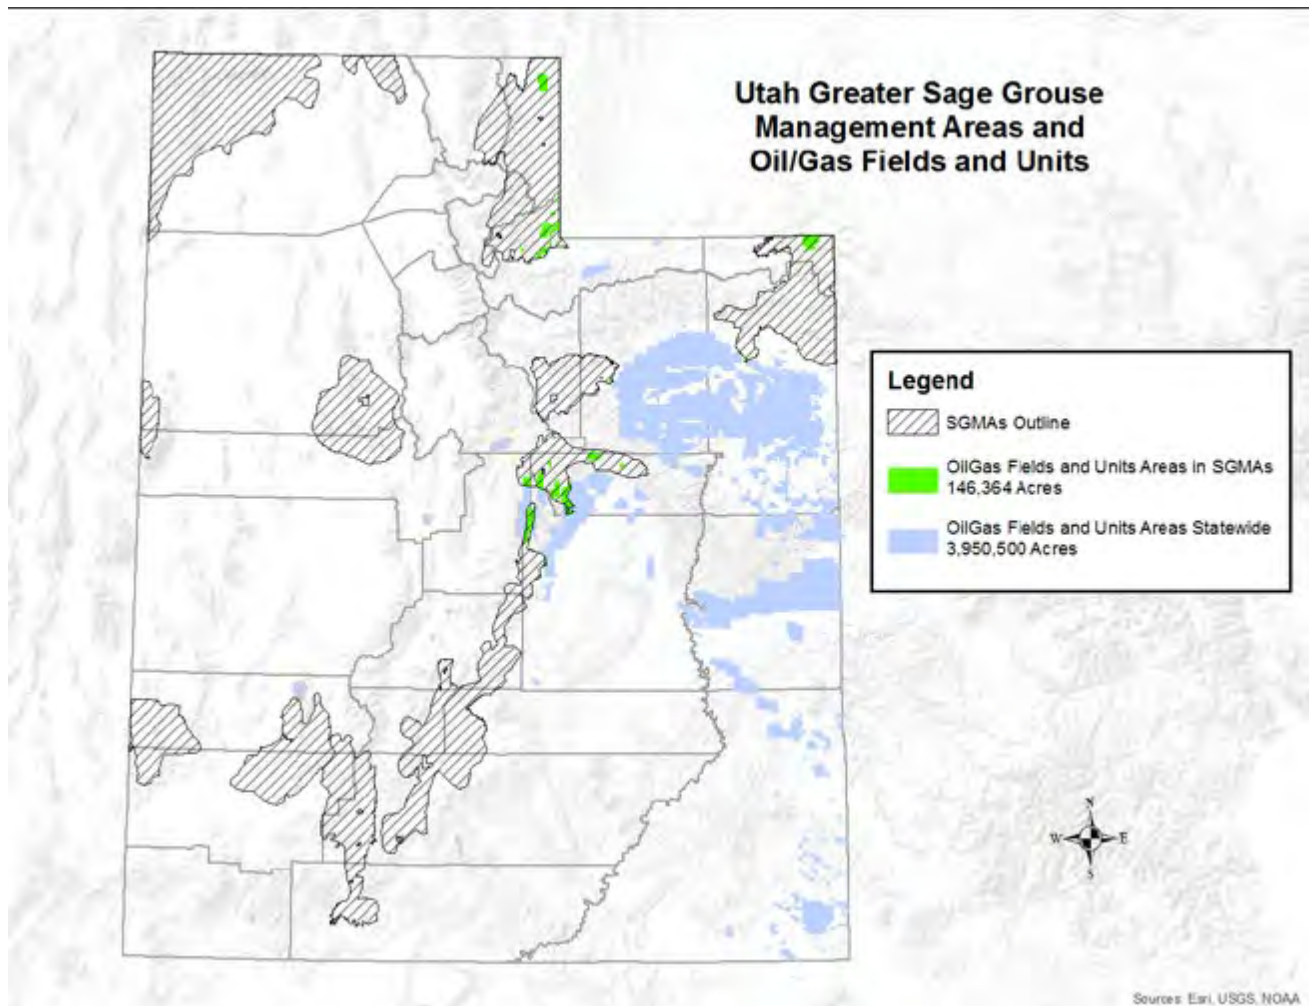 Utah Greater Sage Grouse
Management Areas and
Oil/Gas Fields and Units
Legend
SGMAs Outline
OilGas Fields and Units Areas in SGMAs
146,364 Acres
OilGas Fields and Units Areas Statewide
3,950,500 Acres
N
W
E
S
Sources: Esri, USGS, NOAA